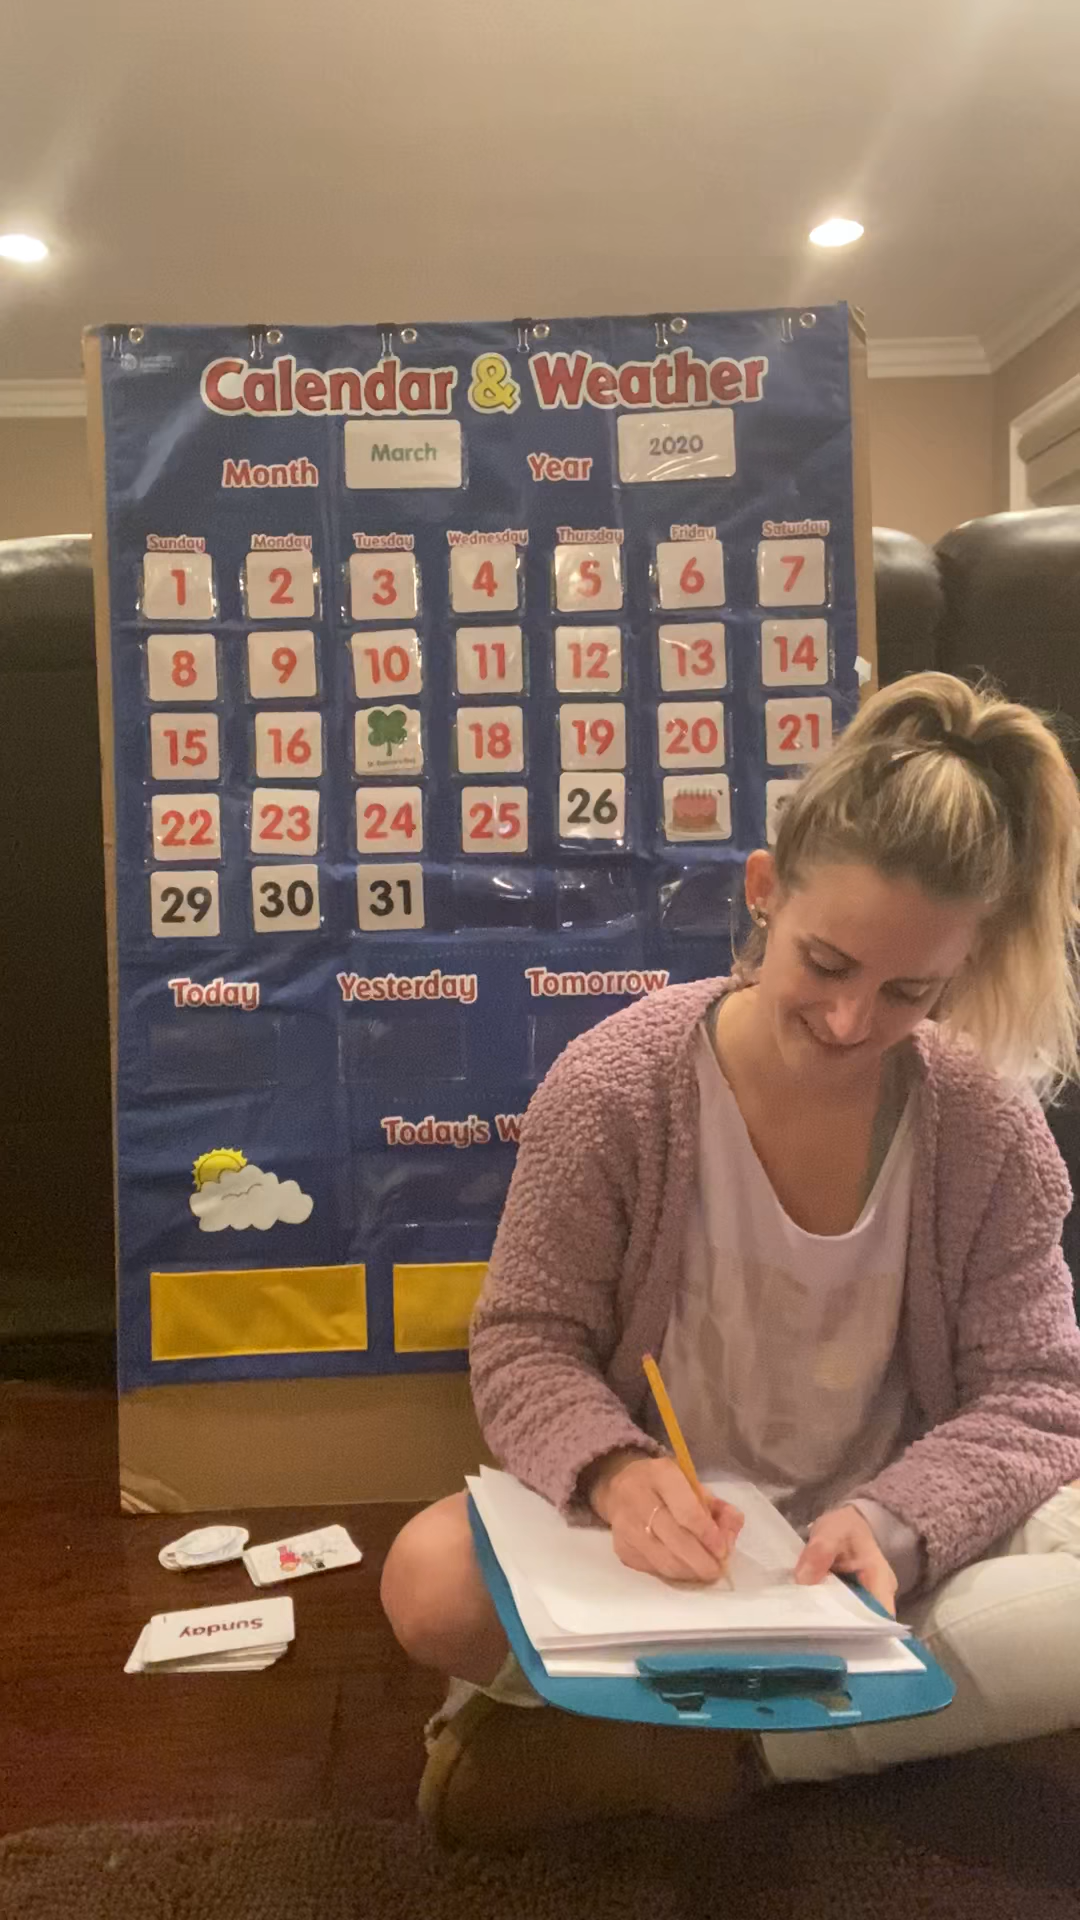 Calendar & Weather
Month March Year 2020
Sunday Monday Tuesday Wednesday Thursday Friday Saturday
1 2 3 4 5 6 7
8 9 10 11 12 13 14
15 16 18 19 20 21
22 23 24 25 26
29 30 31
Today Yesterday Tomorrow
Today's W
Sunday